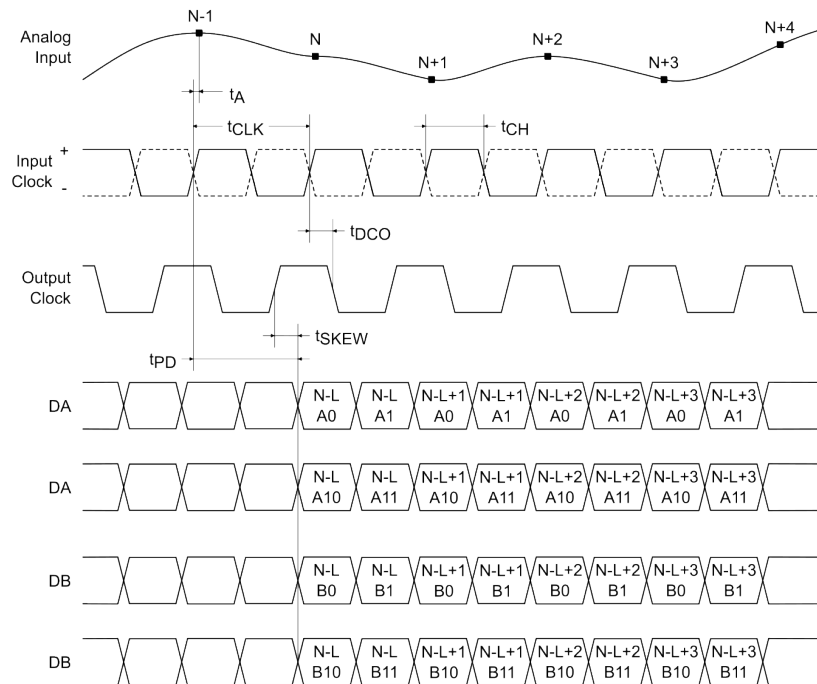 N-1
N
N+1
N+2
N+3
N+4
Analog
Input
tA
tCLK
tCH
Input
Clock
+
-
tDCO
Output
Clock
tSKEW
tPD
DA
N-L N-L N-L+1 N-L+1 N-L+2 N-L+2 N-L+3 N-L+3
A0 A1 A0 A1 A0 A1 A0 A1
DA
N-L N-L N-L+1 N-L+1 N-L+2 N-L+2 N-L+3 N-L+3
A10 A11 A10 A11 A10 A11 A10 A11
DB
N-L N-L N-L+1 N-L+1 N-L+2 N-L+2 N-L+3 N-L+3
B0 B1 B0 B1 B0 B1 B0 B1
DB
N-L N-L N-L+1 N-L+1 N-L+2 N-L+2 N-L+3 N-L+3
B10 B11 B10 B11 B10 B11 B10 B11